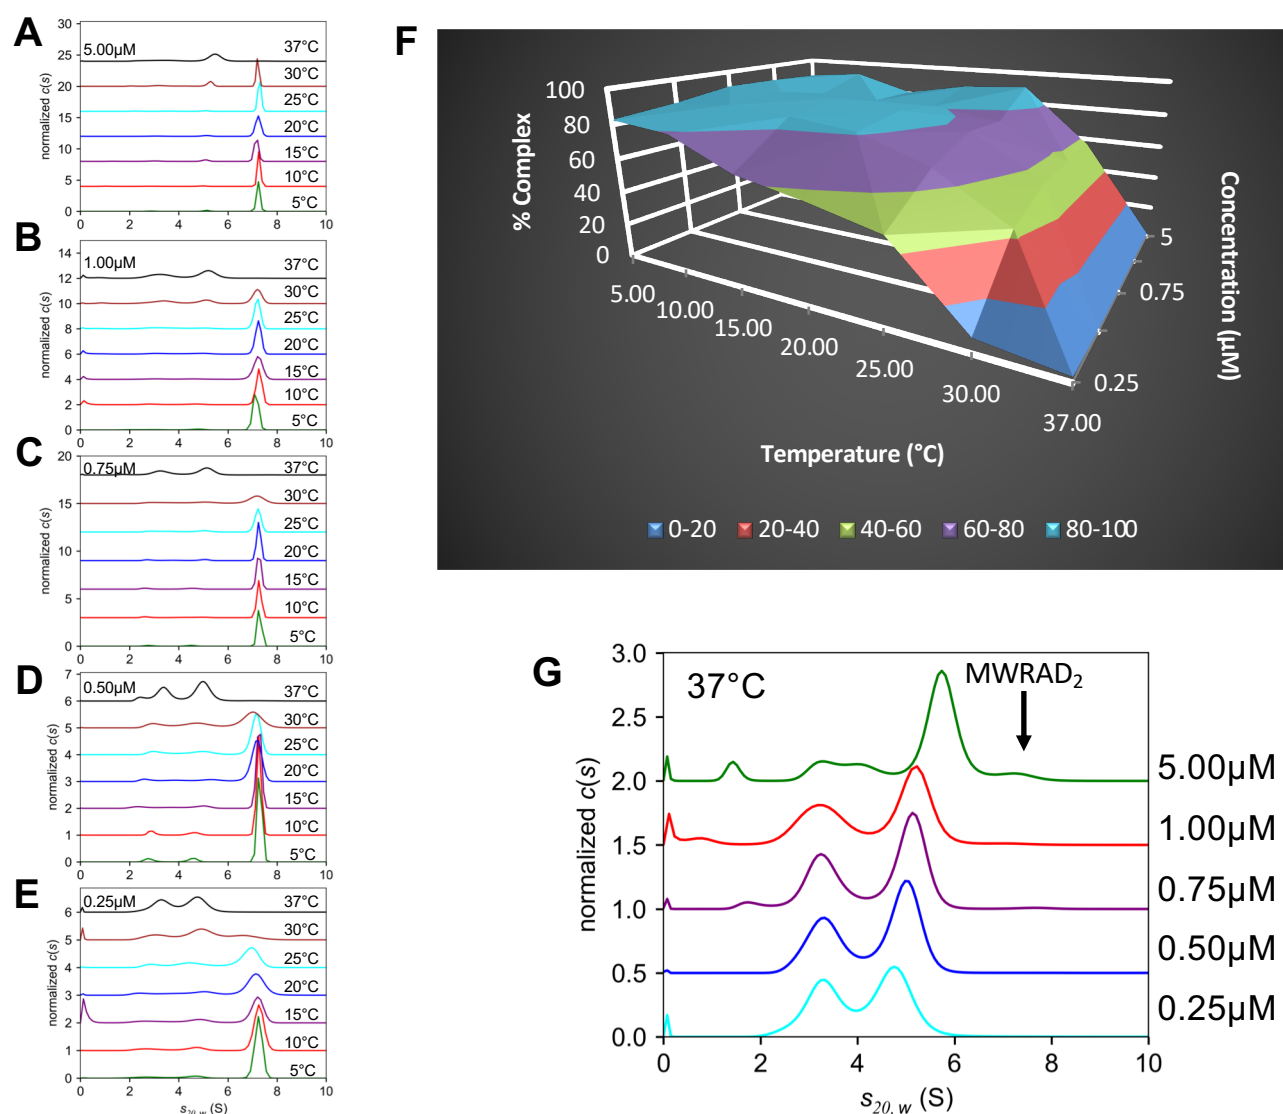 A
30
25
20
15
10
5
0
normalized c(s)
5.00µM
37°C
30°C
25°C
20°C
15°C
10°C
5°C
0 2 4 6 8 10
B
14
12
10
8
6
4
2
0
normalized c(s)
1.00µM
37°C
30°C
25°C
20°C
15°C
10°C
5°C
0 2 4 6 8 10
C
20
15
10
5
0
normalized c(s)
0.75µM
37°C
30°C
25°C
20°C
15°C
10°C
5°C
0 2 4 6 8 10
D
7
6
5
4
3
2
1
0
normalized c(s)
0.50µM
37°C
30°C
25°C
20°C
15°C
10°C
5°C
0 2 4 6 8 10
E
6
5
4
3
2
1
0
normalized c(s)
0.25µM
37°C
30°C
25°C
20°C
15°C
10°C
5°C
0 2 4 6 8 10
s20,w (S)
F
100
80
60
40
20
0
% Complex
5.00
10.00
15.00
20.00
25.00
30.00
37.00
Temperature (°C)
5
0.75
0.25
Concentration (µM)
0-20 20-40 40-60 60-80 80-100
G
37°C
MWRAD2
3.0
2.5
2.0
1.5
1.0
0.5
0.0
normalized c(s)
5.00µM
1.00µM
0.75µM
0.50µM
0.25µM
0 2 4 6 8 10
s20,w (S)